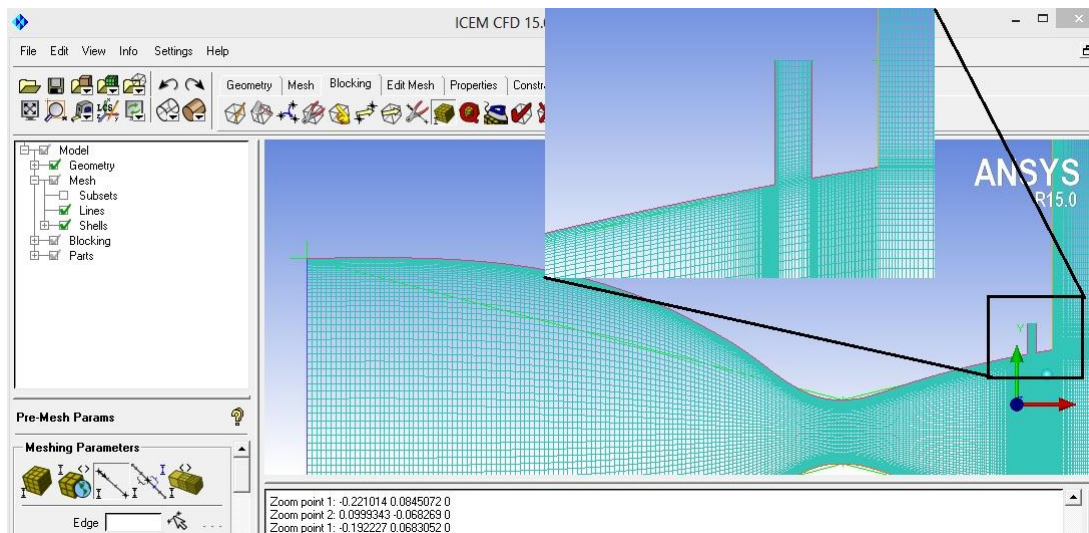 ICEM CFD 15.
File Edit View Info Settings Help
Geometry Mesh Blocking Edit Mesh Properties
Model
Geometry
Mesh
Subsets
Lines
Shells
Blocking
Parts
ANSYS
R15.0
Y
Pre-Mesh Params
Meshing Parameters
Edge
Zoom point 1: -0.221014 0.0845072 0
Zoom point 2: 0.0999343 -0.068269 0
Zoom point 1: -0.192227 0.0683052 0